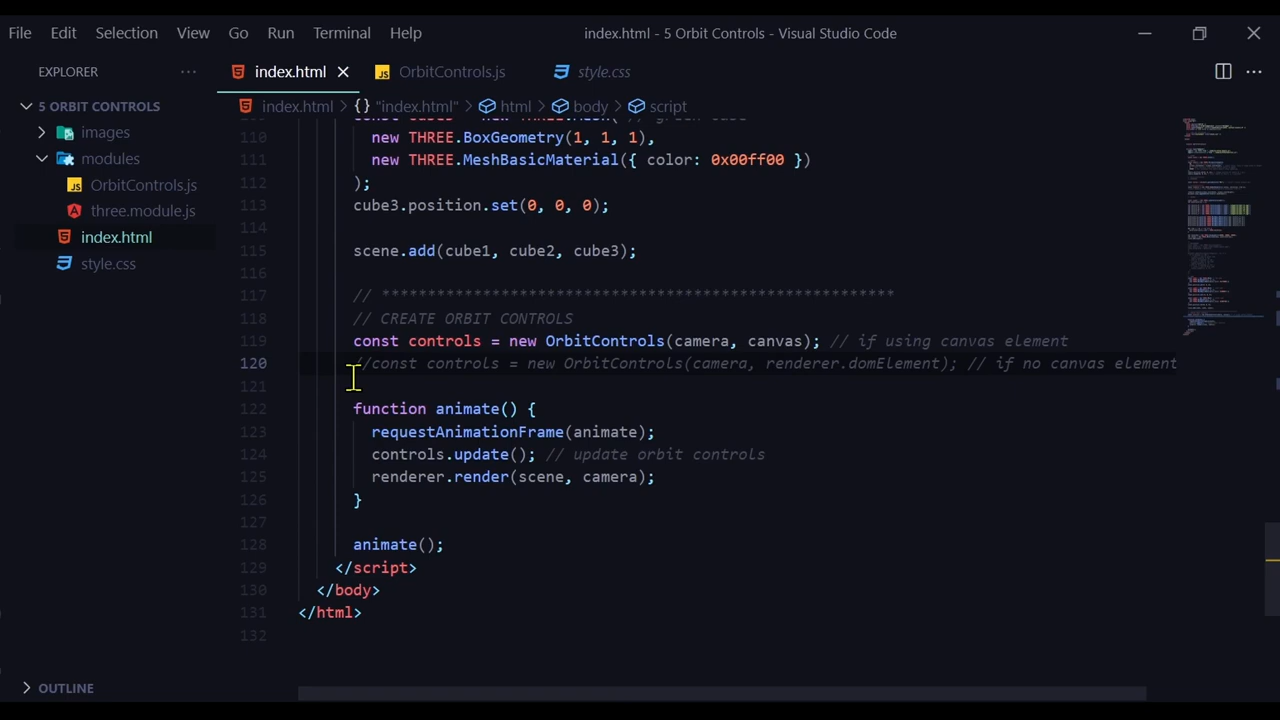 File Edit Selection View Go Run Terminal Help
index.html - 5 Orbit Controls - Visual Studio Code
EXPLORER
index.html OrbitControls.js style.css
5 ORBIT CONTROLS
index.html "index.html" html body script
images
modules
OrbitControls.js
three.module.js
index.html
style.css
110 new THREE.BoxGeometry(1, 1, 1),
111 new THREE.MeshBasicMaterial({ color: 0x00ff00 })
112 );
113 cube3.position.set(0, 0, 0);
114
115 scene.add(cube1, cube2, cube3);
116
117 // ********************************************************
118 // CREATE ORBIT CONTROLS
119 const controls = new OrbitControls(camera, canvas); // if using canvas element
120 //const controls = new OrbitControls(camera, renderer.domElement); // if no canvas element
121
122 function animate() {
123 requestAnimationFrame(animate);
124 controls.update(); // update orbit controls
125 renderer.render(scene, camera);
126 }
127
128 animate();
129 </script>
130 </body>
131 </html>
132
OUTLINE